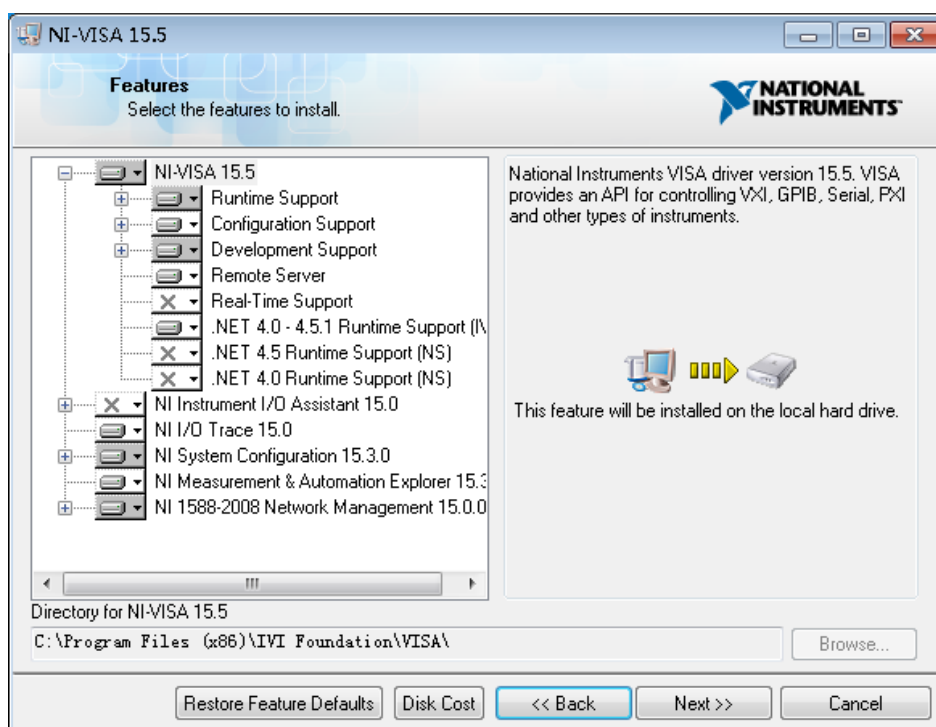 NI-VISA 15.5
Features
Select the features to install.
NATIONAL
INSTRUMENTS
NI-VISA 15.5
Runtime Support
Configuration Support
Development Support
Remote Server
Real-Time Support
.NET 4.0 - 4.5.1 Runtime Support (I\
.NET 4.5 Runtime Support (NS)
.NET 4.0 Runtime Support (NS)
NI Instrument I/O Assistant 15.0
NI I/O Trace 15.0
NI System Configuration 15.3.0
NI Measurement & Automation Explorer 15.3
NI 1588-2008 Network Management 15.0.0
National Instruments VISA driver version 15.5. VISA
provides an API for controlling VXI, GPIB, Serial, PXI
and other types of instruments.
This feature will be installed on the local hard drive.
Directory for NI-VISA 15.5
C:\Program Files (x86)\IVI Foundation\VISA\
Browse...
Restore Feature Defaults
Disk Cost
<< Back
Next >>
Cancel